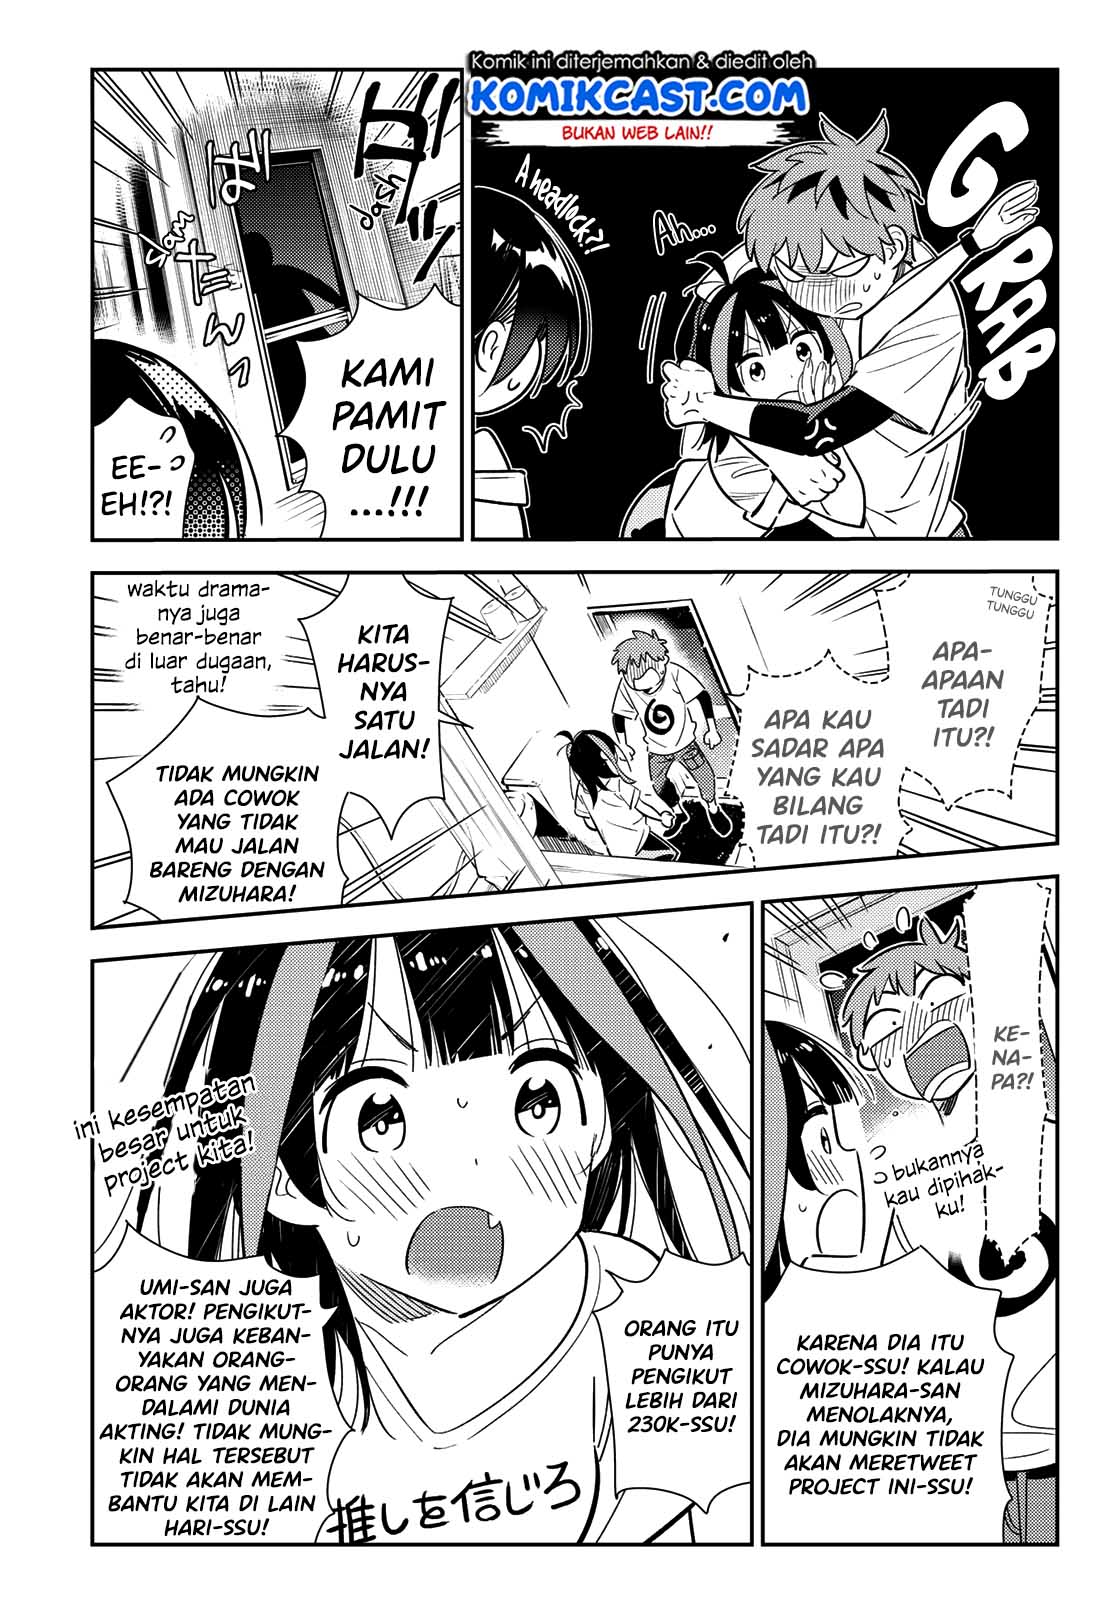 Komik ini diterjemahkan & diedit oleh
KOMIKCAST.COM
BUKAN WEB LAIN!!
GRAB
Ah...
A headlock?!
dash
KAMI
PAMIT
DULU
...!!!
EE-
EH!?!
TUNGGU
TUNGGU
APA-
APAAN
TADI
ITU?!
APA KAU
SADAR APA
YANG KAU
BILANG
TADI ITU?!
KITA
HARUS-
NYA
SATU
JALAN!
waktu drama-
nya juga
benar-benar
di luar dugaan,
tahu!
TIDAK MUNGKIN
ADA COWOK
YANG TIDAK
MAU JALAN
BARENG DENGAN
MIZUHARA!
KE-
NA-
PA?!
bukannya
kau dipihak-
ku!
KARENA DIA ITU
COWOK-SSU! KALAU
MIZUHARA-SAN
MENOLAKNYA,
DIA MUNGKIN TIDAK
AKAN MERETWEET
PROJECT INI-SSU!
ORANG ITU
PUNYA
PENGIKUT
LEBIH DARI
230K-SSU!
ini kesempatan
besar untuk
project kita!
UMI-SAN JUGA
AKTOR! PENGIKUT-
NYA JUGA KEBAN-
YAKAN ORANG-
ORANG YANG MEN-
DALAMI DUNIA
AKTING! TIDAK MUNG-
KIN HAL TERSEBUT
TIDAK AKAN MEM-
BANTU KITA DI LAIN
HARI-SSU!
推しを信じろ